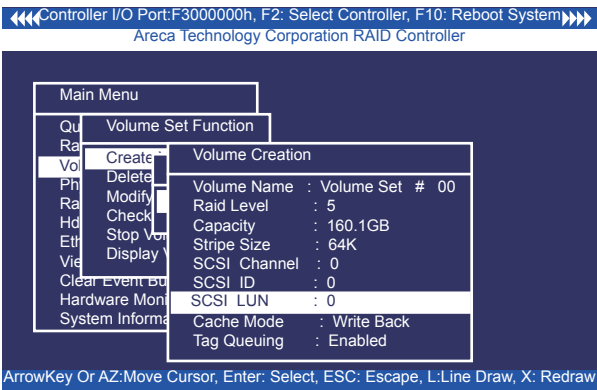 Controller I/O Port:F3000000h, F2: Select Controller, F10: Reboot System
Areca Technology Corporation RAID Controller
Main Menu
Volume Set Function
Create
Delete
Modify
Check
Stop
Display
Clear Event
Hardware
System
Volume Creation
Volume Name : Volume Set # 00
Raid Level : 5
Capacity : 160.1GB
Stripe Size : 64K
SCSI Channel : 0
SCSI ID : 0
SCSI LUN : 0
Cache Mode : Write Back
Tag Queuing : Enabled
ArrowKey Or AZ:Move Cursor, Enter: Select, ESC: Escape, L:Line Draw, X: Redraw